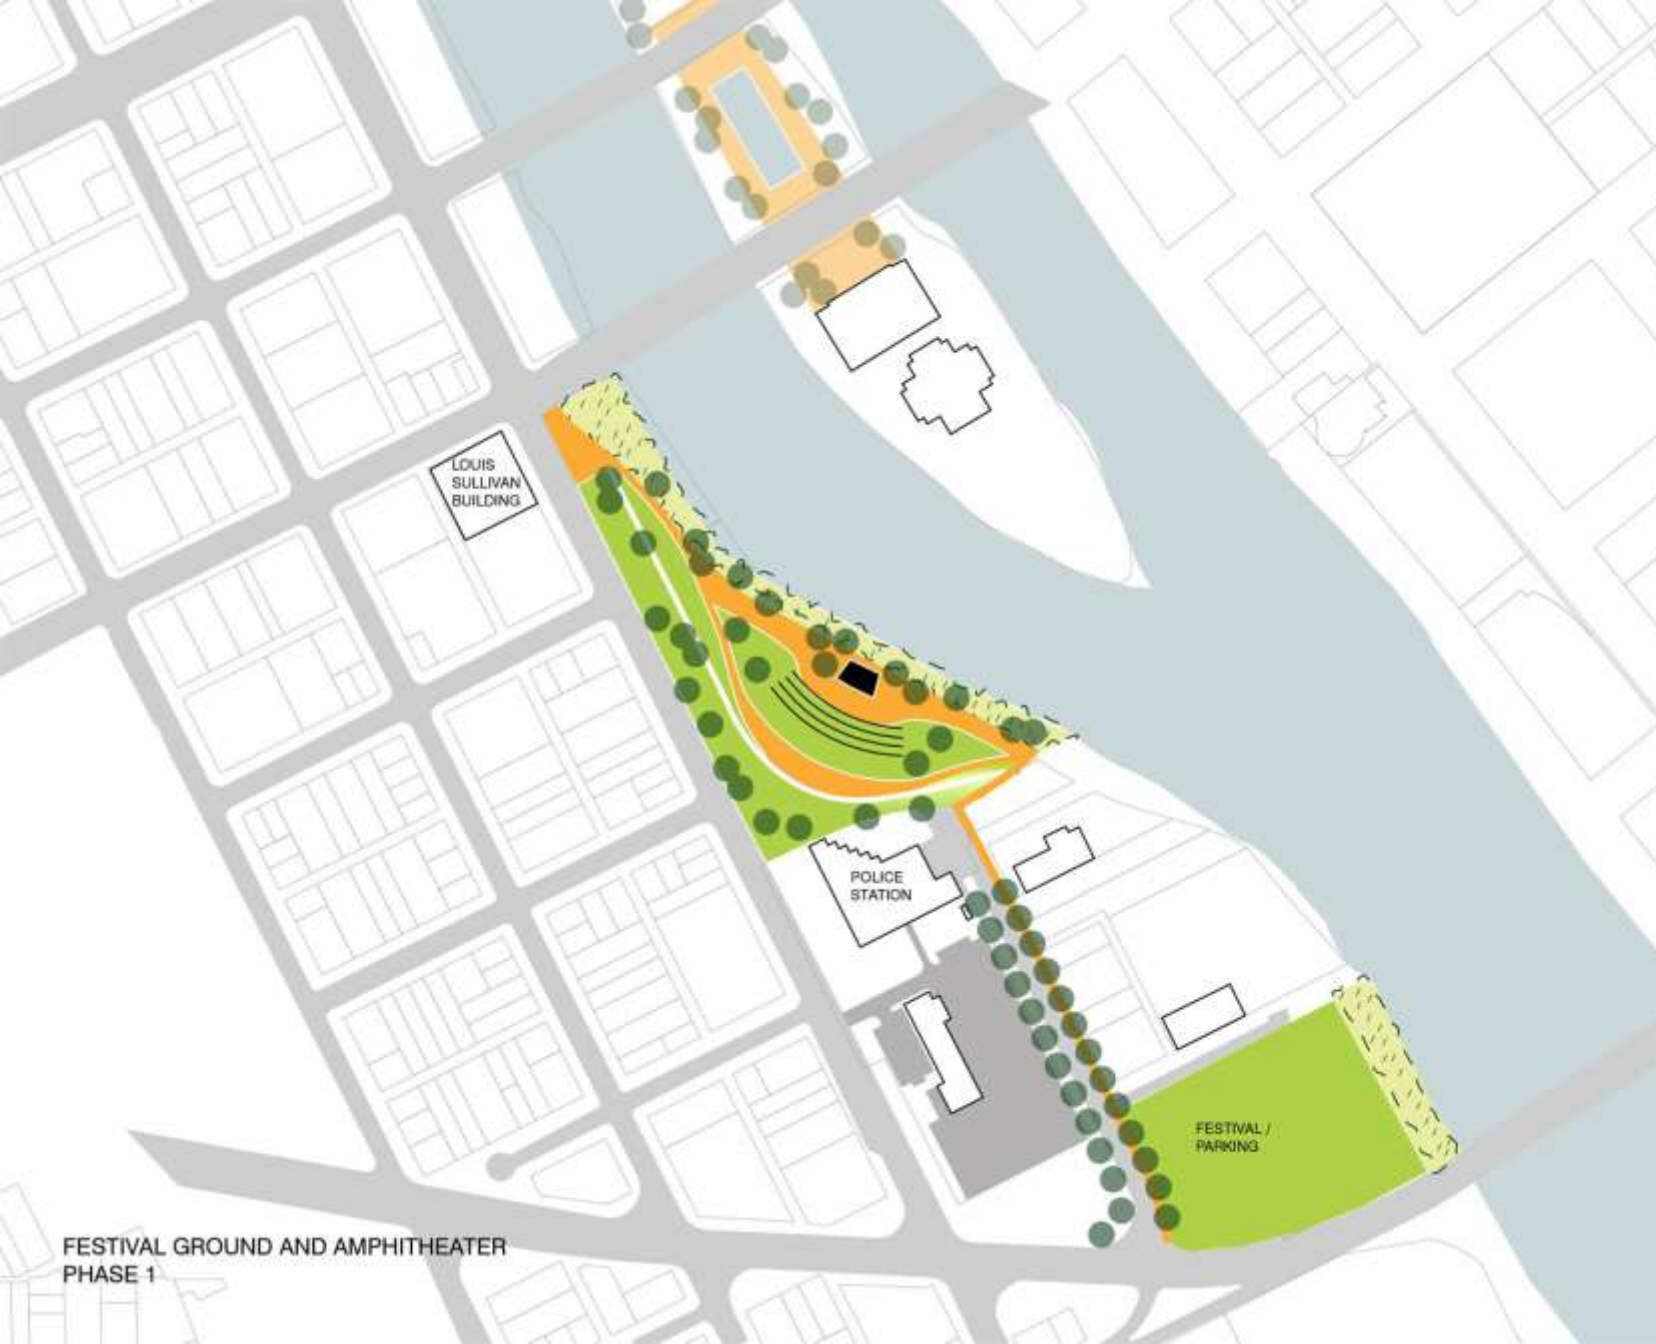 LOUIS
SULLIVAN
BUILDING
POLICE
STATION
FESTIVAL /
PARKING
FESTIVAL GROUND AND AMPHITHEATER
PHASE 1